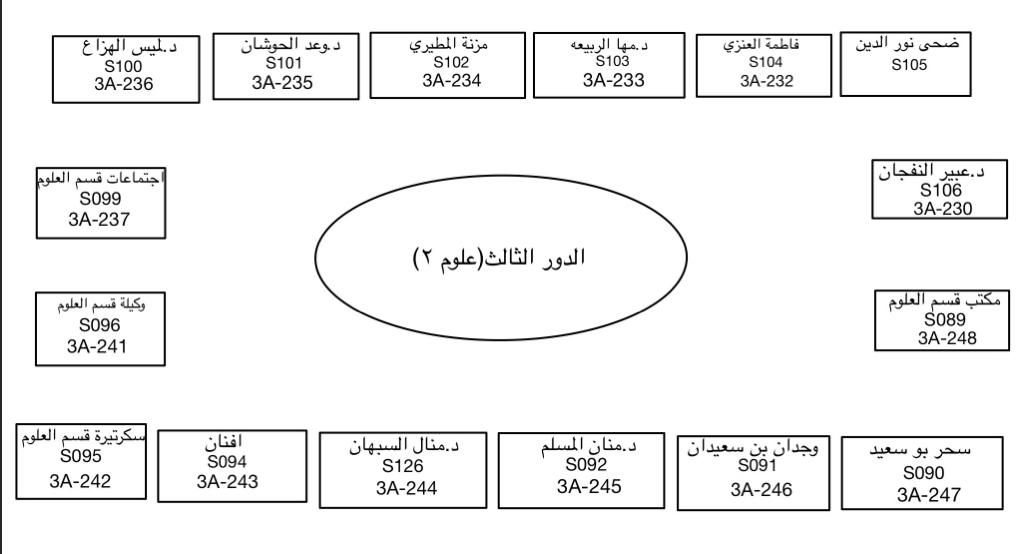 د.لميس الهزاع
S100
3A-236
د.وعد الحوشان
S101
3A-235
مزنة المطيري
S102
3A-234
د.مها الربيعه
S103
3A-233
فاطمة العنزي
S104
3A-232
ضحى نور الدين
S105
اجتماعات قسم العلوم
S099
3A-237
د.عبير النفجان
S106
3A-230
الدور الثالث(علوم ٢)
وكيلة قسم العلوم
S096
3A-241
مكتب قسم العلوم
S089
3A-248
سكرتيرة قسم العلوم
S095
3A-242
افنان
S094
3A-243
د.منال السبهان
S126
3A-244
د.منان المسلم
S092
3A-245
وجدان بن سعيدان
S091
3A-246
سحر بو سعيد
S090
3A-247